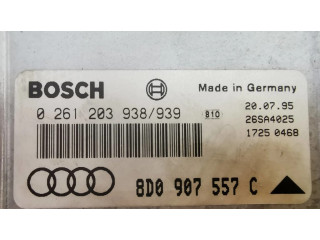 BOSCH
Made in Germany
0 261 203 938/939
810
20.07.95
26SA4025
1725 0468
8D0 907 557 C